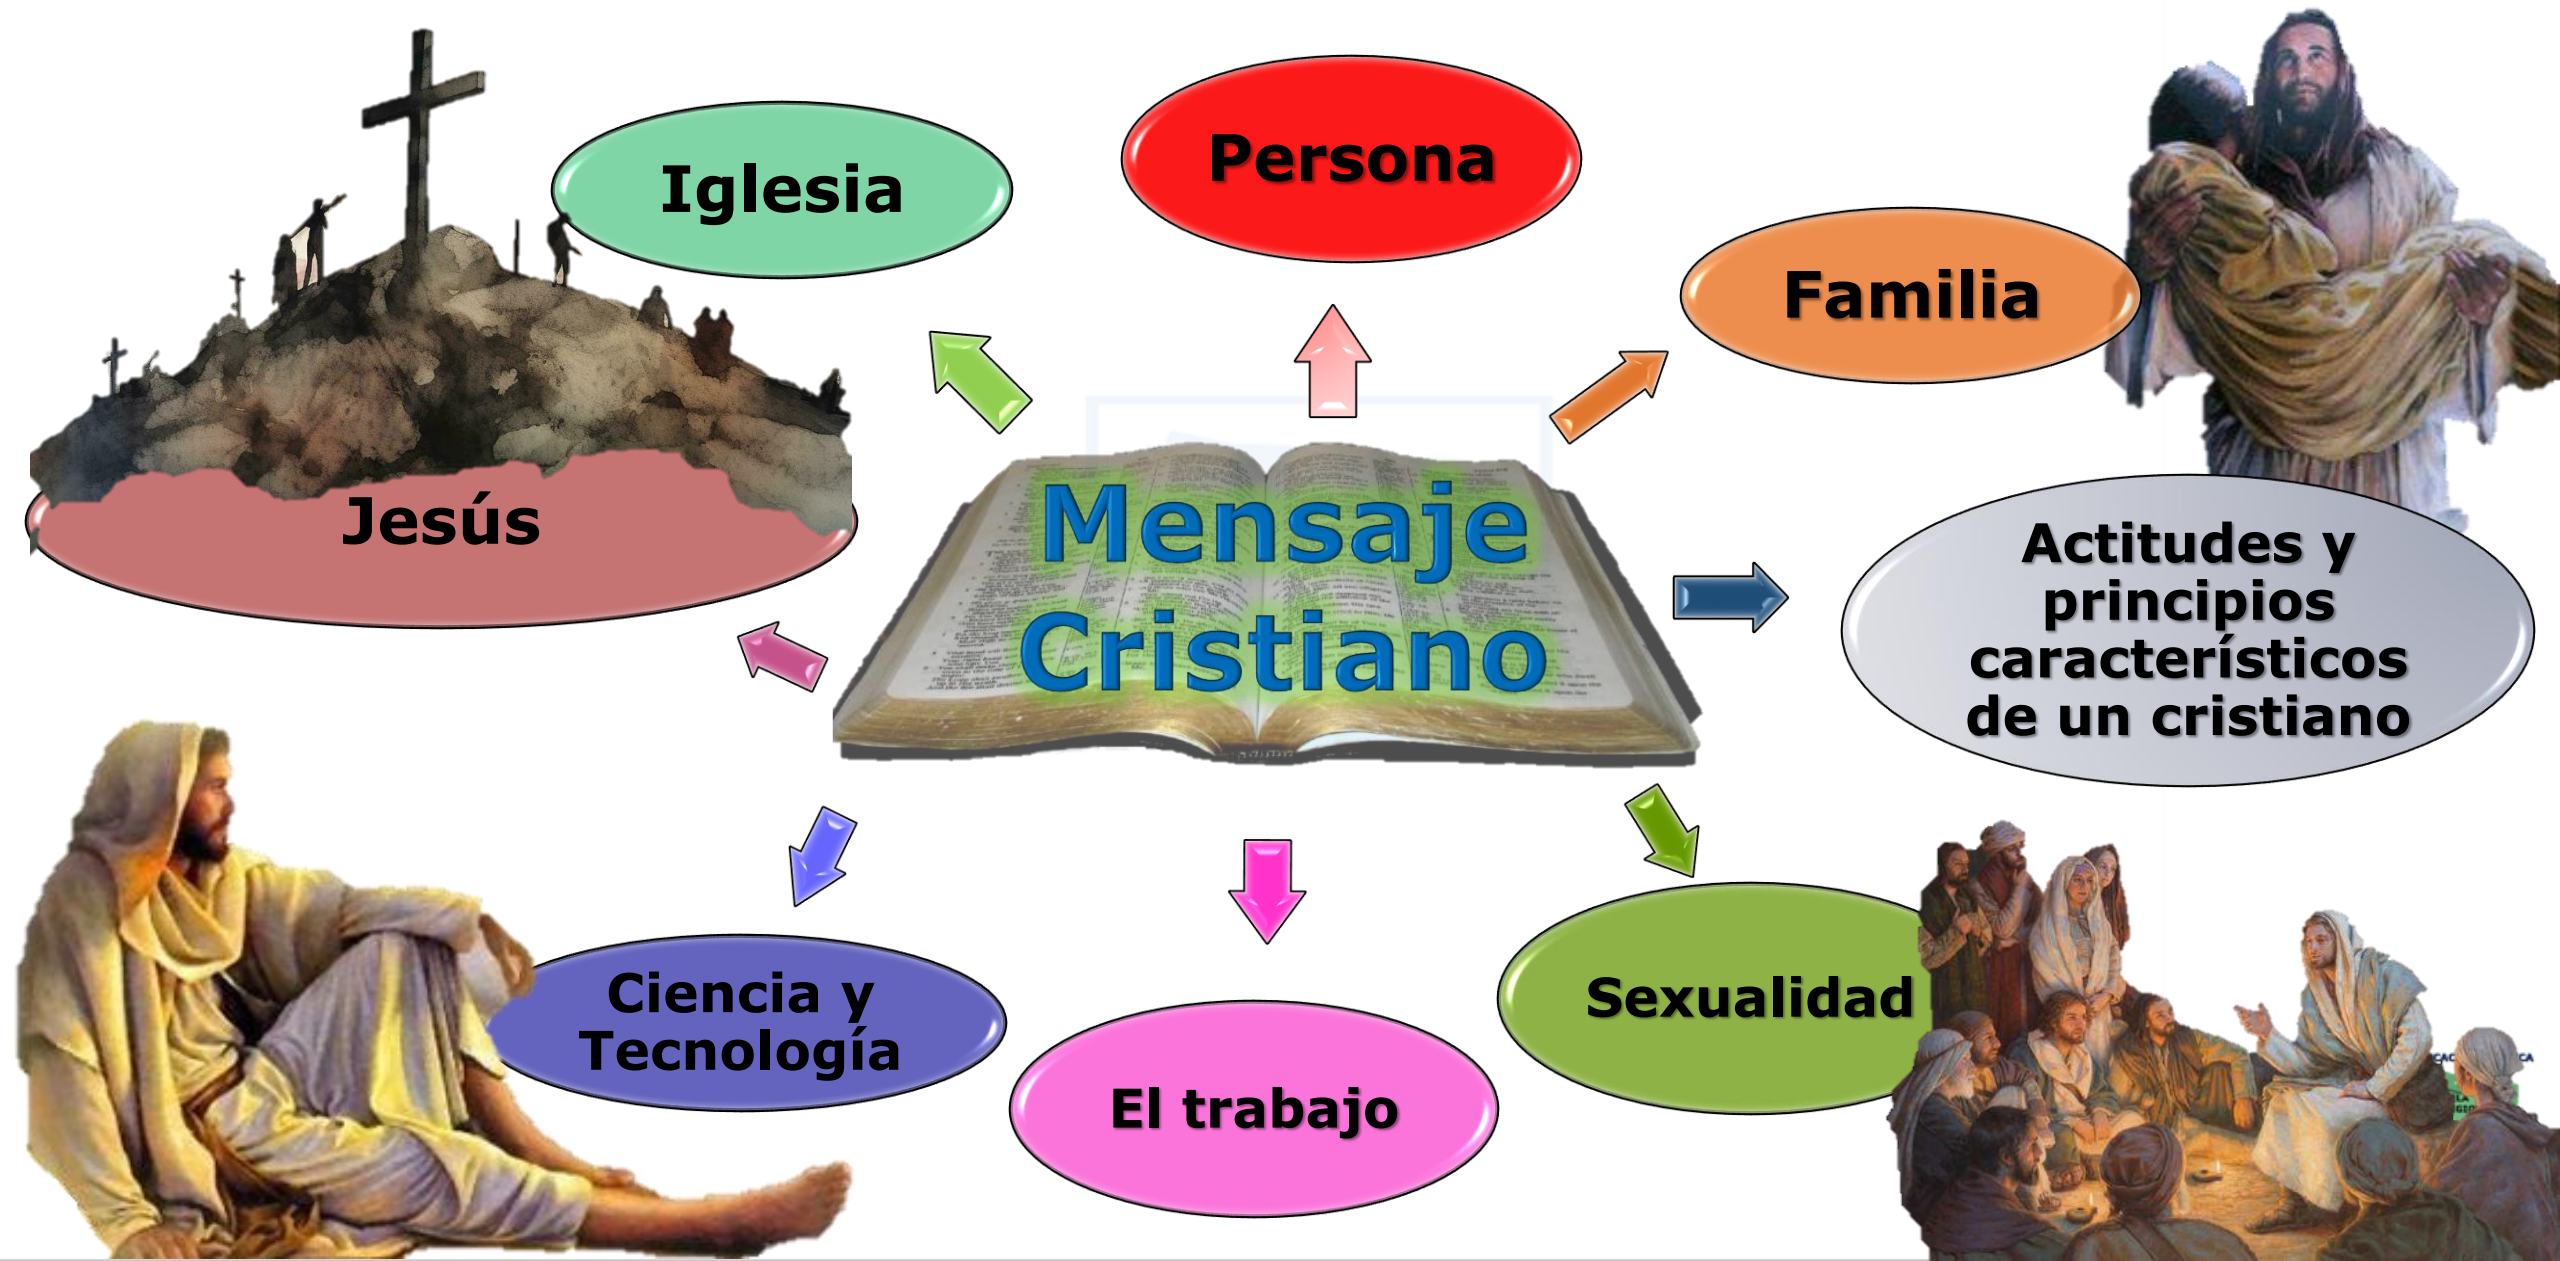 Iglesia
Persona
Familia
Jesús
Mensaje
Cristiano
Actitudes y
principios
característicos
de un cristiano
Ciencia y
Tecnología
El trabajo
Sexualidad